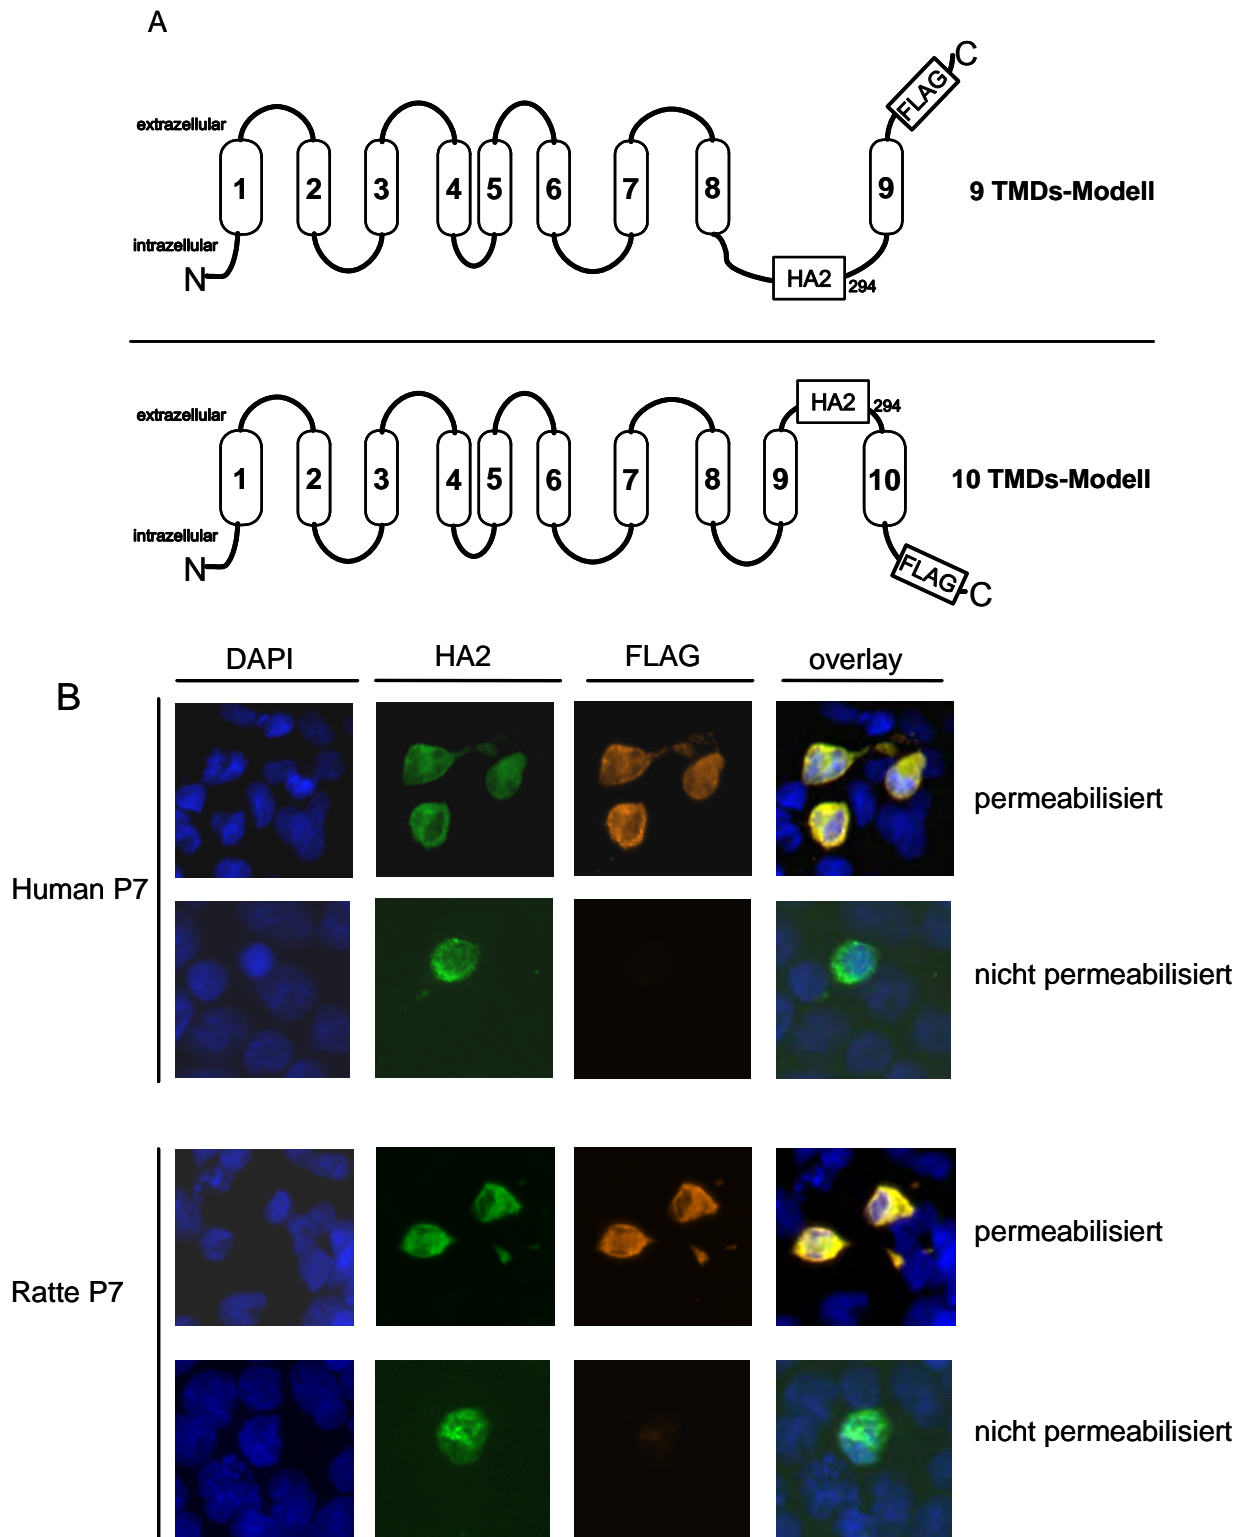 A
C
FLAG
extrazellular
1 2 3 4 5 6 7 8 9
9 TMDs-Modell
intrazellular
N
HA2
294
HA2
294
extrazellular
1 2 3 4 5 6 7 8 9 10
10 TMDs-Modell
intrazellular
N
FLAG
C
DAPI HA2 FLAG overlay
B
permeabilisiert
Human P7
nicht permeabilisiert
permeabilisiert
Ratte P7
nicht permeabilisiert